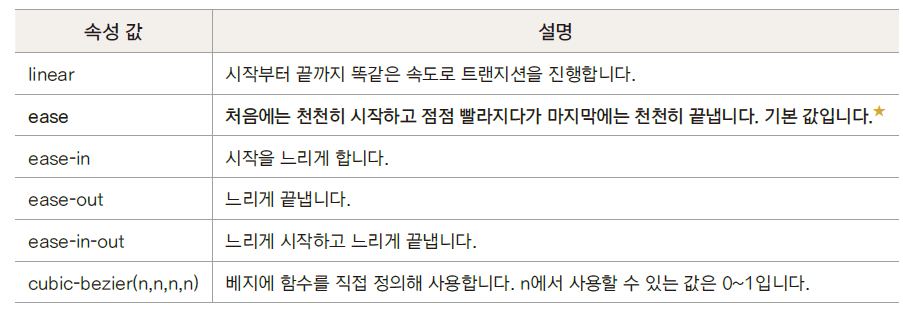 속성 값 설명
linear 시작부터 끝까지 똑같은 속도로 트랜지션을 진행합니다.
ease 처음에는 천천히 시작하고 점점 빨라지다가 마지막에는 천천히 끝냅니다. 기본 값입니다.★
ease-in 시작을 느리게 합니다.
ease-out 느리게 끝냅니다.
ease-in-out 느리게 시작하고 느리게 끝냅니다.
cubic-bezier(n,n,n,n) 베지에 함수를 직접 정의해 사용합니다. n에서 사용할 수 있는 값은 0~1입니다.